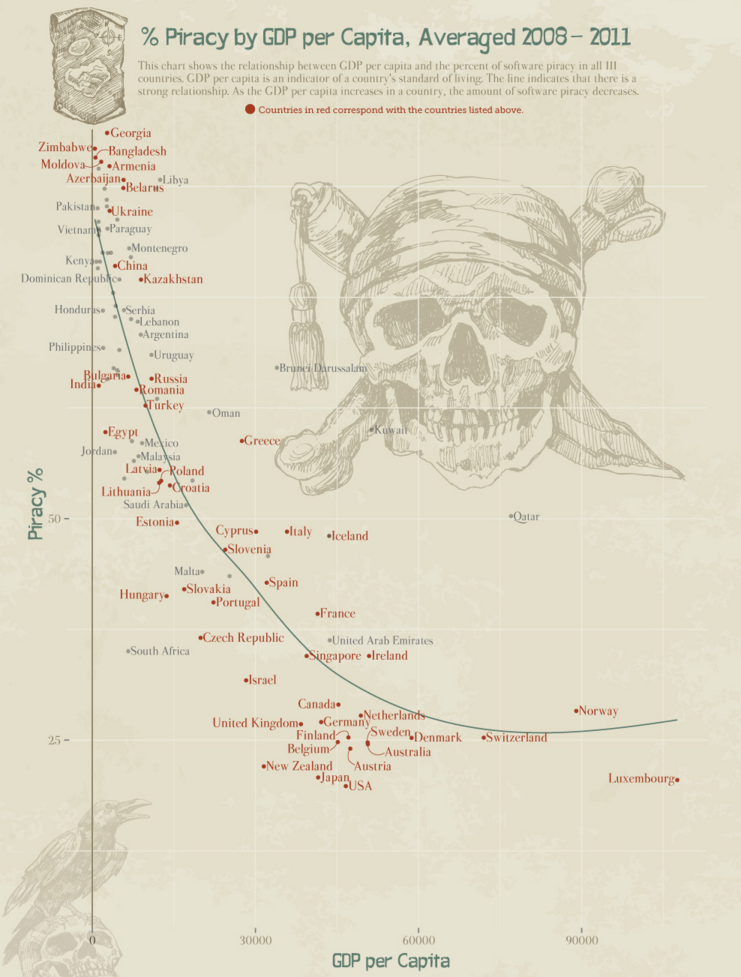 % Piracy by GDP per Capita, Averaged 2008 – 2011
This chart shows the relationship between GDP per capita and the percent of software piracy in all III
countries. GDP per capita is an indicator of a country's standard of living. The line indicates that there is a
strong relationship. As the GDP per capita increases in a country, the amount of software piracy decreases.
Countries in red correspond with the countries listed above.
Georgia
Zimbabwe
Bangladesh
Moldova
Armenia
Azerbaijan
Libya
Belarus
Pakistan
Ukraine
Vietnam
Paraguay
Montenegro
Kenya
China
Dominican Republic
Kazakhstan
Honduras
Serbia
Lebanon
Argentina
Philippines
Uruguay
Brunei Darussalam
Bulgaria
Russia
India
Romania
Turkey
Oman
Egypt
Kuwait
Mexico
Greece
Jordan
Malaysia
Latvia
Poland
Lithuania
Croatia
Saudi Arabia
Piracy %
50
Qatar
Estonia
Cyprus
Italy
Iceland
Slovenia
Malta
Spain
Hungary
Slovakia
Portugal
France
Czech Republic
United Arab Emirates
South Africa
Singapore
Ireland
Israel
Canada
Norway
Netherlands
United Kingdom
Germany
Finland
Sweden
Denmark
Switzerland
25
Belgium
Australia
New Zealand
Austria
Japan
Luxembourg
USA
0
30000
60000
90000
GDP per Capita